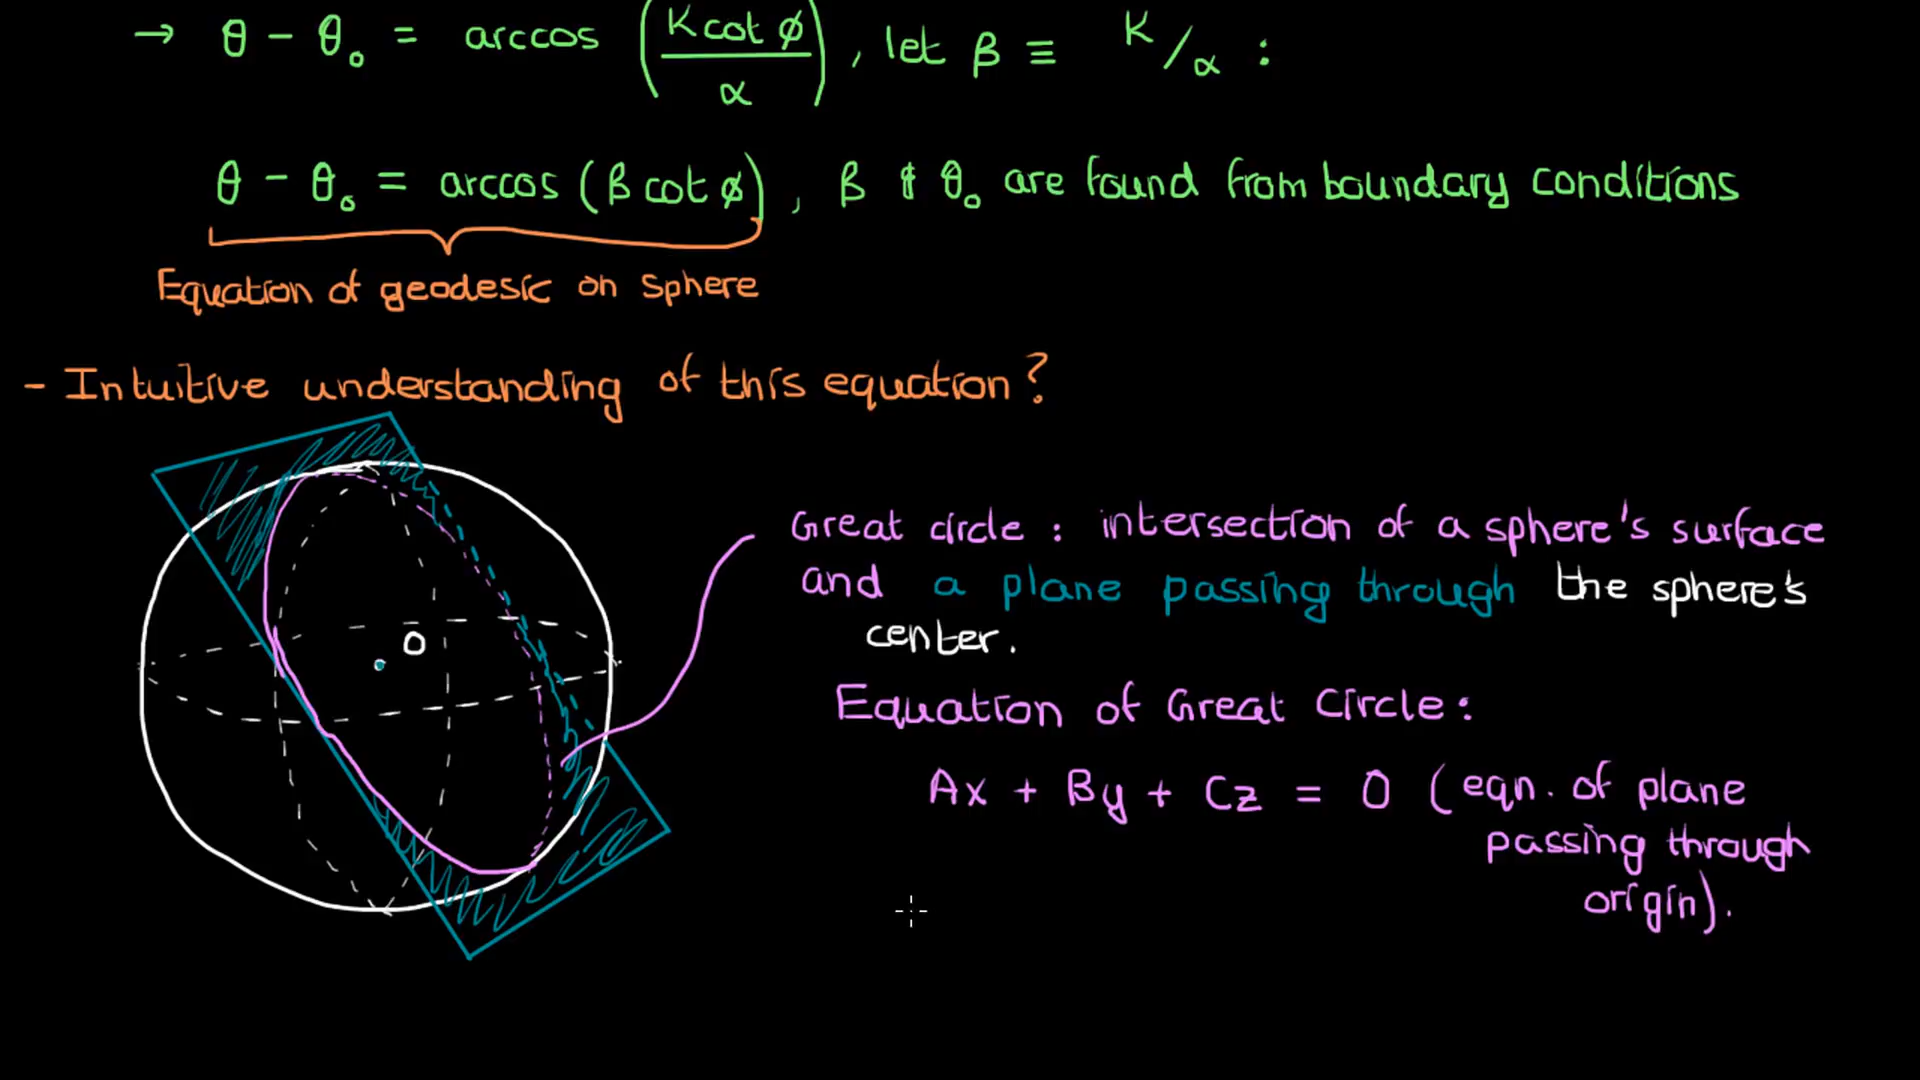 → θ - θ₀ = arccos (K cot ϕ / α), let β ≡ K/α :
θ - θ₀ = arccos (β cot ϕ), β & θ₀ are found from boundary conditions
Equation of geodesic on sphere
- Intuitive understanding of this equation?
Great circle : intersection of a sphere's surface
and a plane passing through the sphere's
center.
O
Equation of Great Circle:
Ax + By + Cz = 0 (eqn. of plane
passing through
origin).